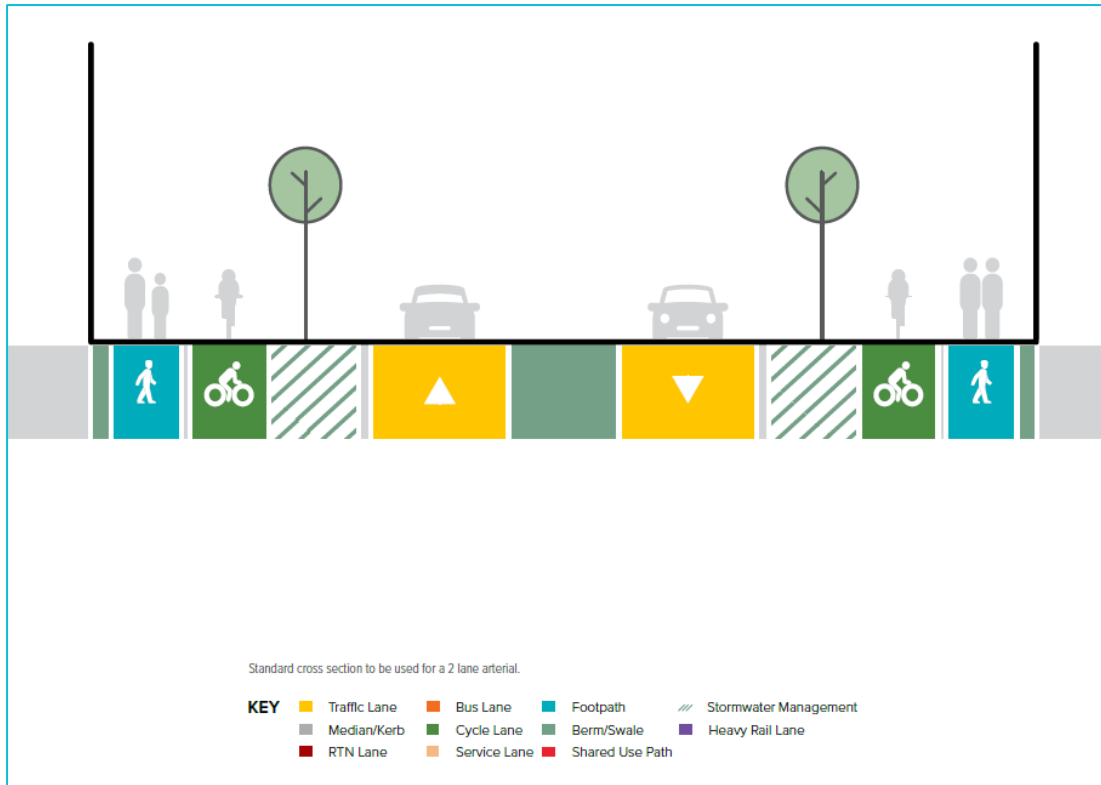 Standard cross section to be used for a 2 lane arterial.
KEY Traffic Lane Bus Lane Footpath Stormwater Management
Median/Kerb Cycle Lane Berm/Swale Heavy Rail Lane
RTN Lane Service Lane Shared Use Path